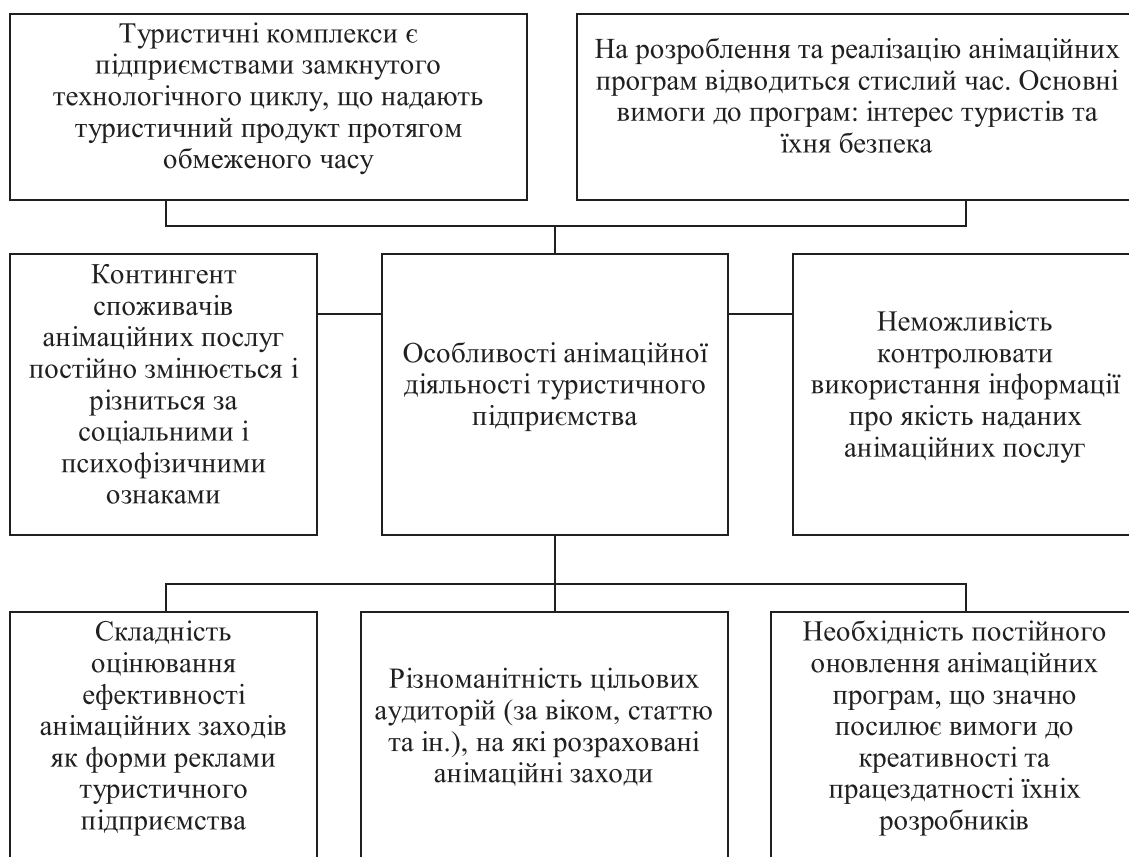 Туристичні комплекси є
підприємствами замкнутого
технологічного циклу, що надають
туристичний продукт протягом
обмеженого часу
На розроблення та реалізацію анімаційних
програм відводиться стислий час. Основні
вимоги до програм: інтерес туристів та
їхня безпека
Контингент
споживачів
анімаційних послуг
постійно змінюється і
різниться за
соціальними і
психофізичними
ознаками
Особливості анімаційної
діяльності туристичного
підприємства
Неможливість
контролювати
використання інформації
про якість наданих
анімаційних послуг
Складність
оцінювання
ефективності
анімаційних заходів
як форми реклами
туристичного
підприємства
Різноманітність цільових
аудиторій (за віком, статтю
та ін.), на які розраховані
анімаційні заходи
Необхідність постійного
оновлення анімаційних
програм, що значно
посилює вимоги до
креативності та
працездатності їхніх
розробників